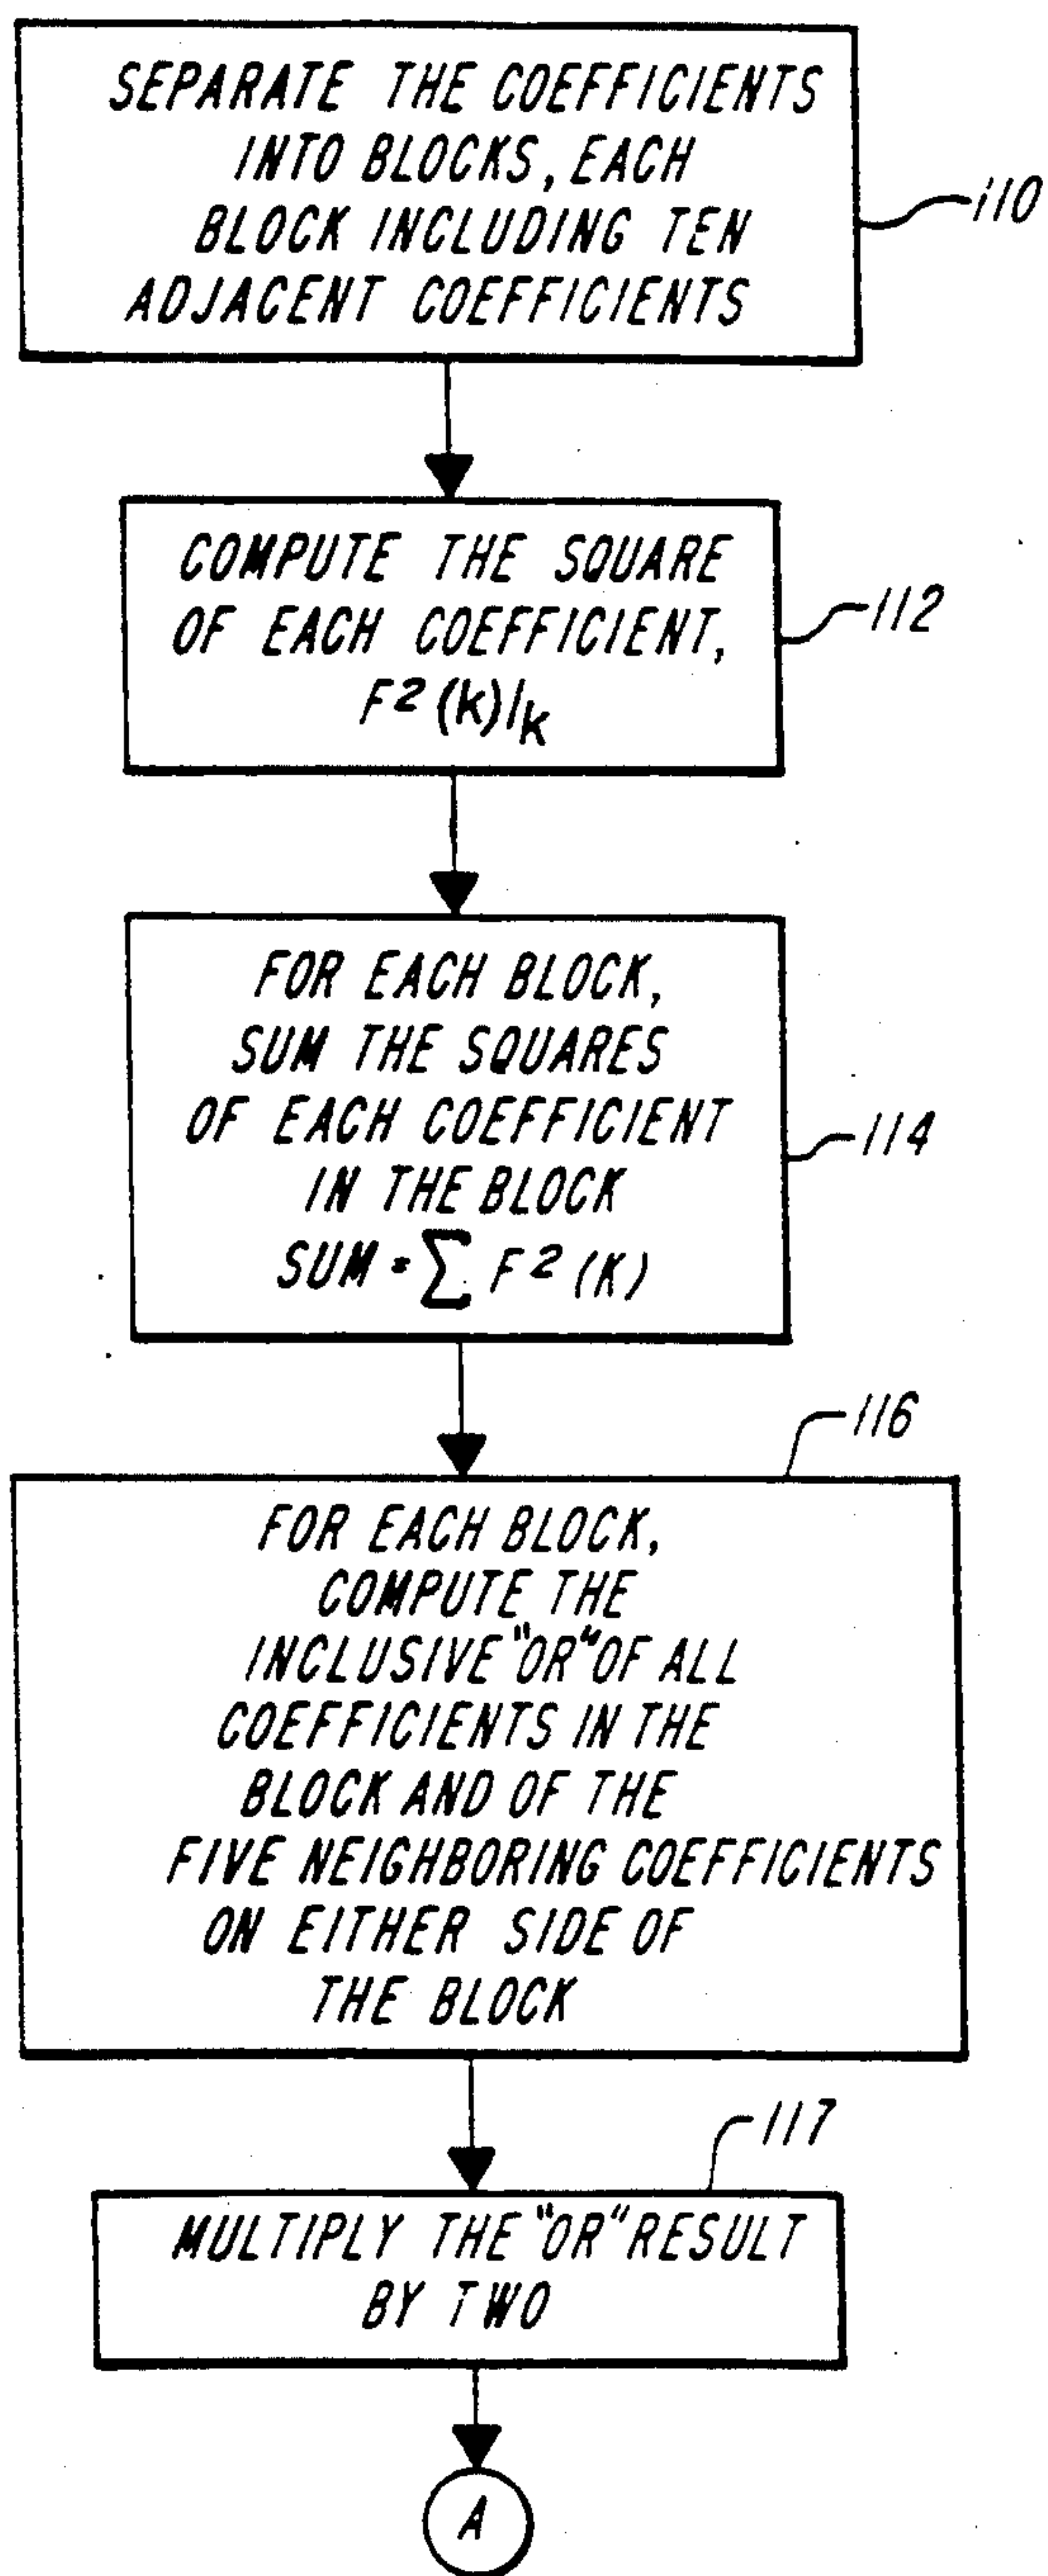 SEPARATE THE COEFFICIENTS
INTO BLOCKS, EACH
BLOCK INCLUDING TEN
ADJACENT COEFFICIENTS
110
COMPUTE THE SQUARE
OF EACH COEFFICIENT,
F²(k)/k
112
FOR EACH BLOCK,
SUM THE SQUARES
OF EACH COEFFICIENT
IN THE BLOCK
SUM = ∑ F²(K)
114
116
FOR EACH BLOCK,
COMPUTE THE
INCLUSIVE "OR" OF ALL
COEFFICIENTS IN THE
BLOCK AND OF THE
FIVE NEIGHBORING COEFFICIENTS
ON EITHER SIDE OF
THE BLOCK
117
MULTIPLY THE "OR" RESULT
BY TWO
A